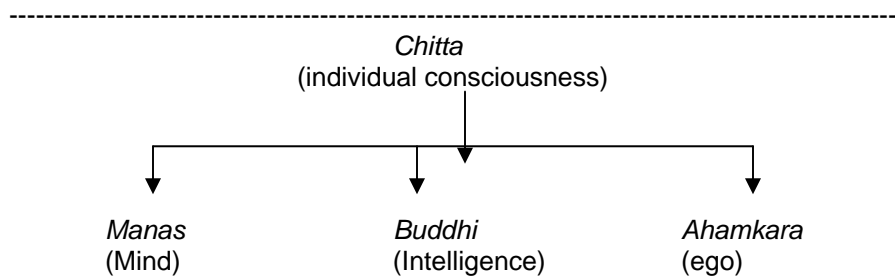 Chitta
(individual consciousness)
Manas Buddhi Ahamkara
(Mind) (Intelligence) (ego)